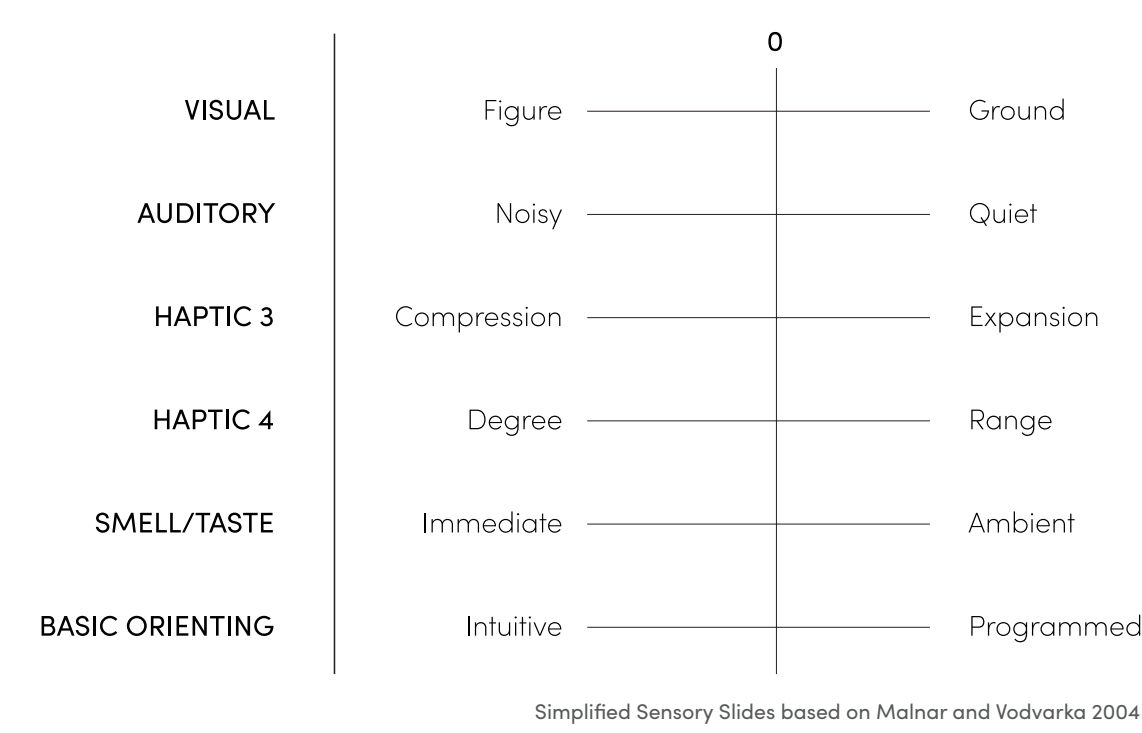 0
VISUAL Figure Ground
AUDITORY Noisy Quiet
HAPTIC 3 Compression Expansion
HAPTIC 4 Degree Range
SMELL/TASTE Immediate Ambient
BASIC ORIENTING Intuitive Programmed
Simplified Sensory Slides based on Malnar and Vodvarka 2004